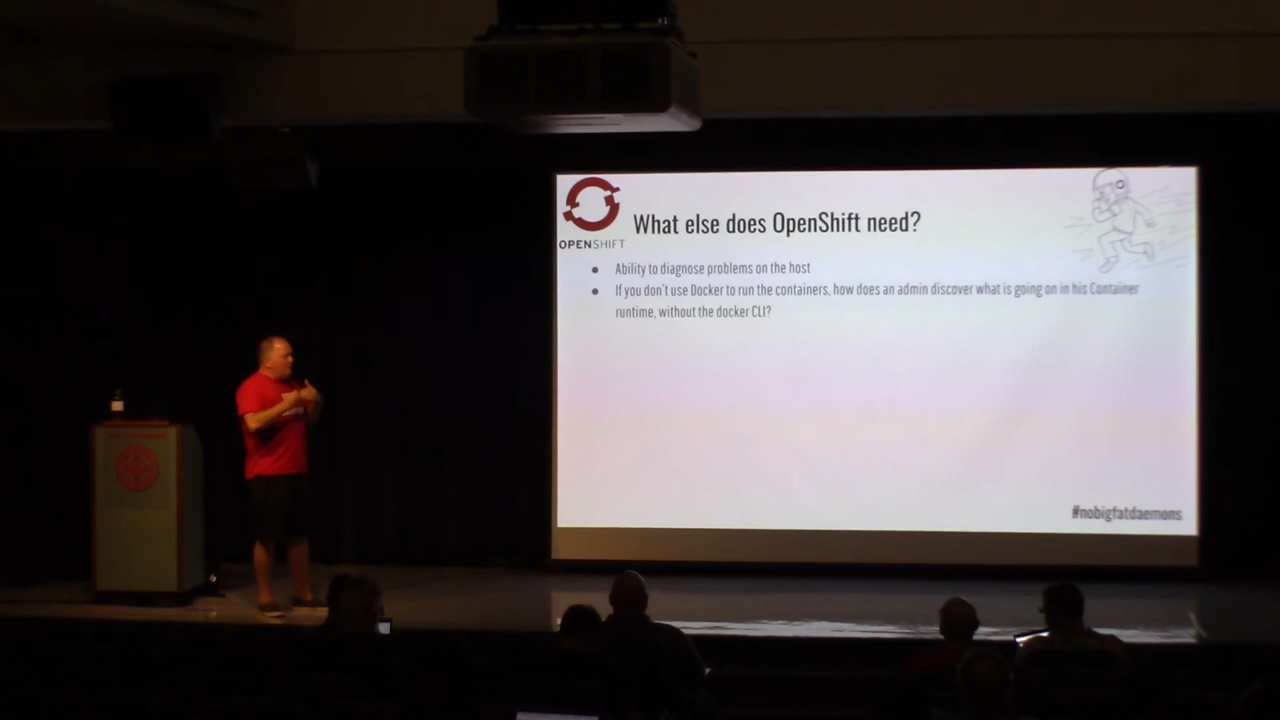 OPENSHIFT
What else does OpenShift need?
● Ability to diagnose problems on the host
● If you don't use Docker to run the containers, how does an admin discover what is going on in his Container
runtime, without the docker CLI?
#nobigfatdaemons